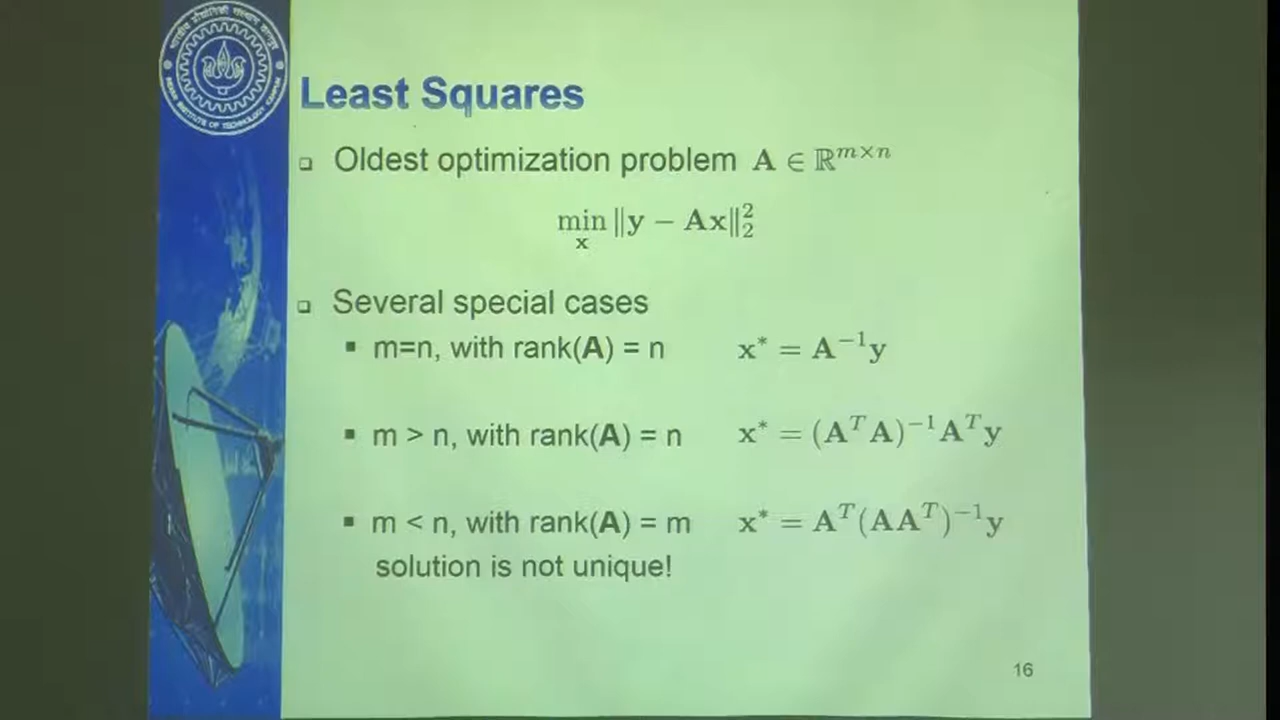 Least Squares
Oldest optimization problem A ∈ ℝ^{m×n}
min_x ‖y − Ax‖₂²
Several special cases
m=n, with rank(A) = n x* = A⁻¹y
m > n, with rank(A) = n x* = (AᵀA)⁻¹Aᵀy
m < n, with rank(A) = m x* = Aᵀ(AAᵀ)⁻¹y
solution is not unique!
16